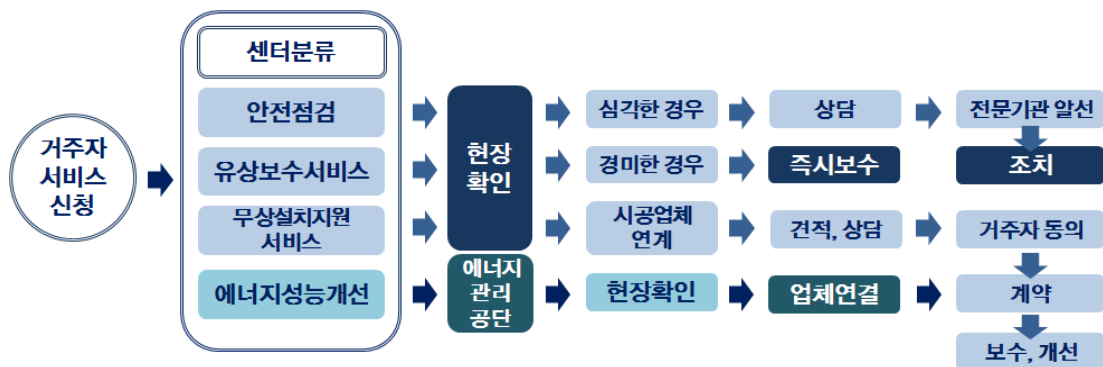 거주자
서비스
신청
센터분류
안전점검
유상보수서비스
무상설치지원
서비스
에너지성능개선
현장
확인
에너지
관리
공단
심각한 경우
상담
전문기관 알선
경미한 경우
즉시보수
조치
시공업체
연계
견적, 상담
거주자 동의
현장확인
업체연결
계약
보수, 개선